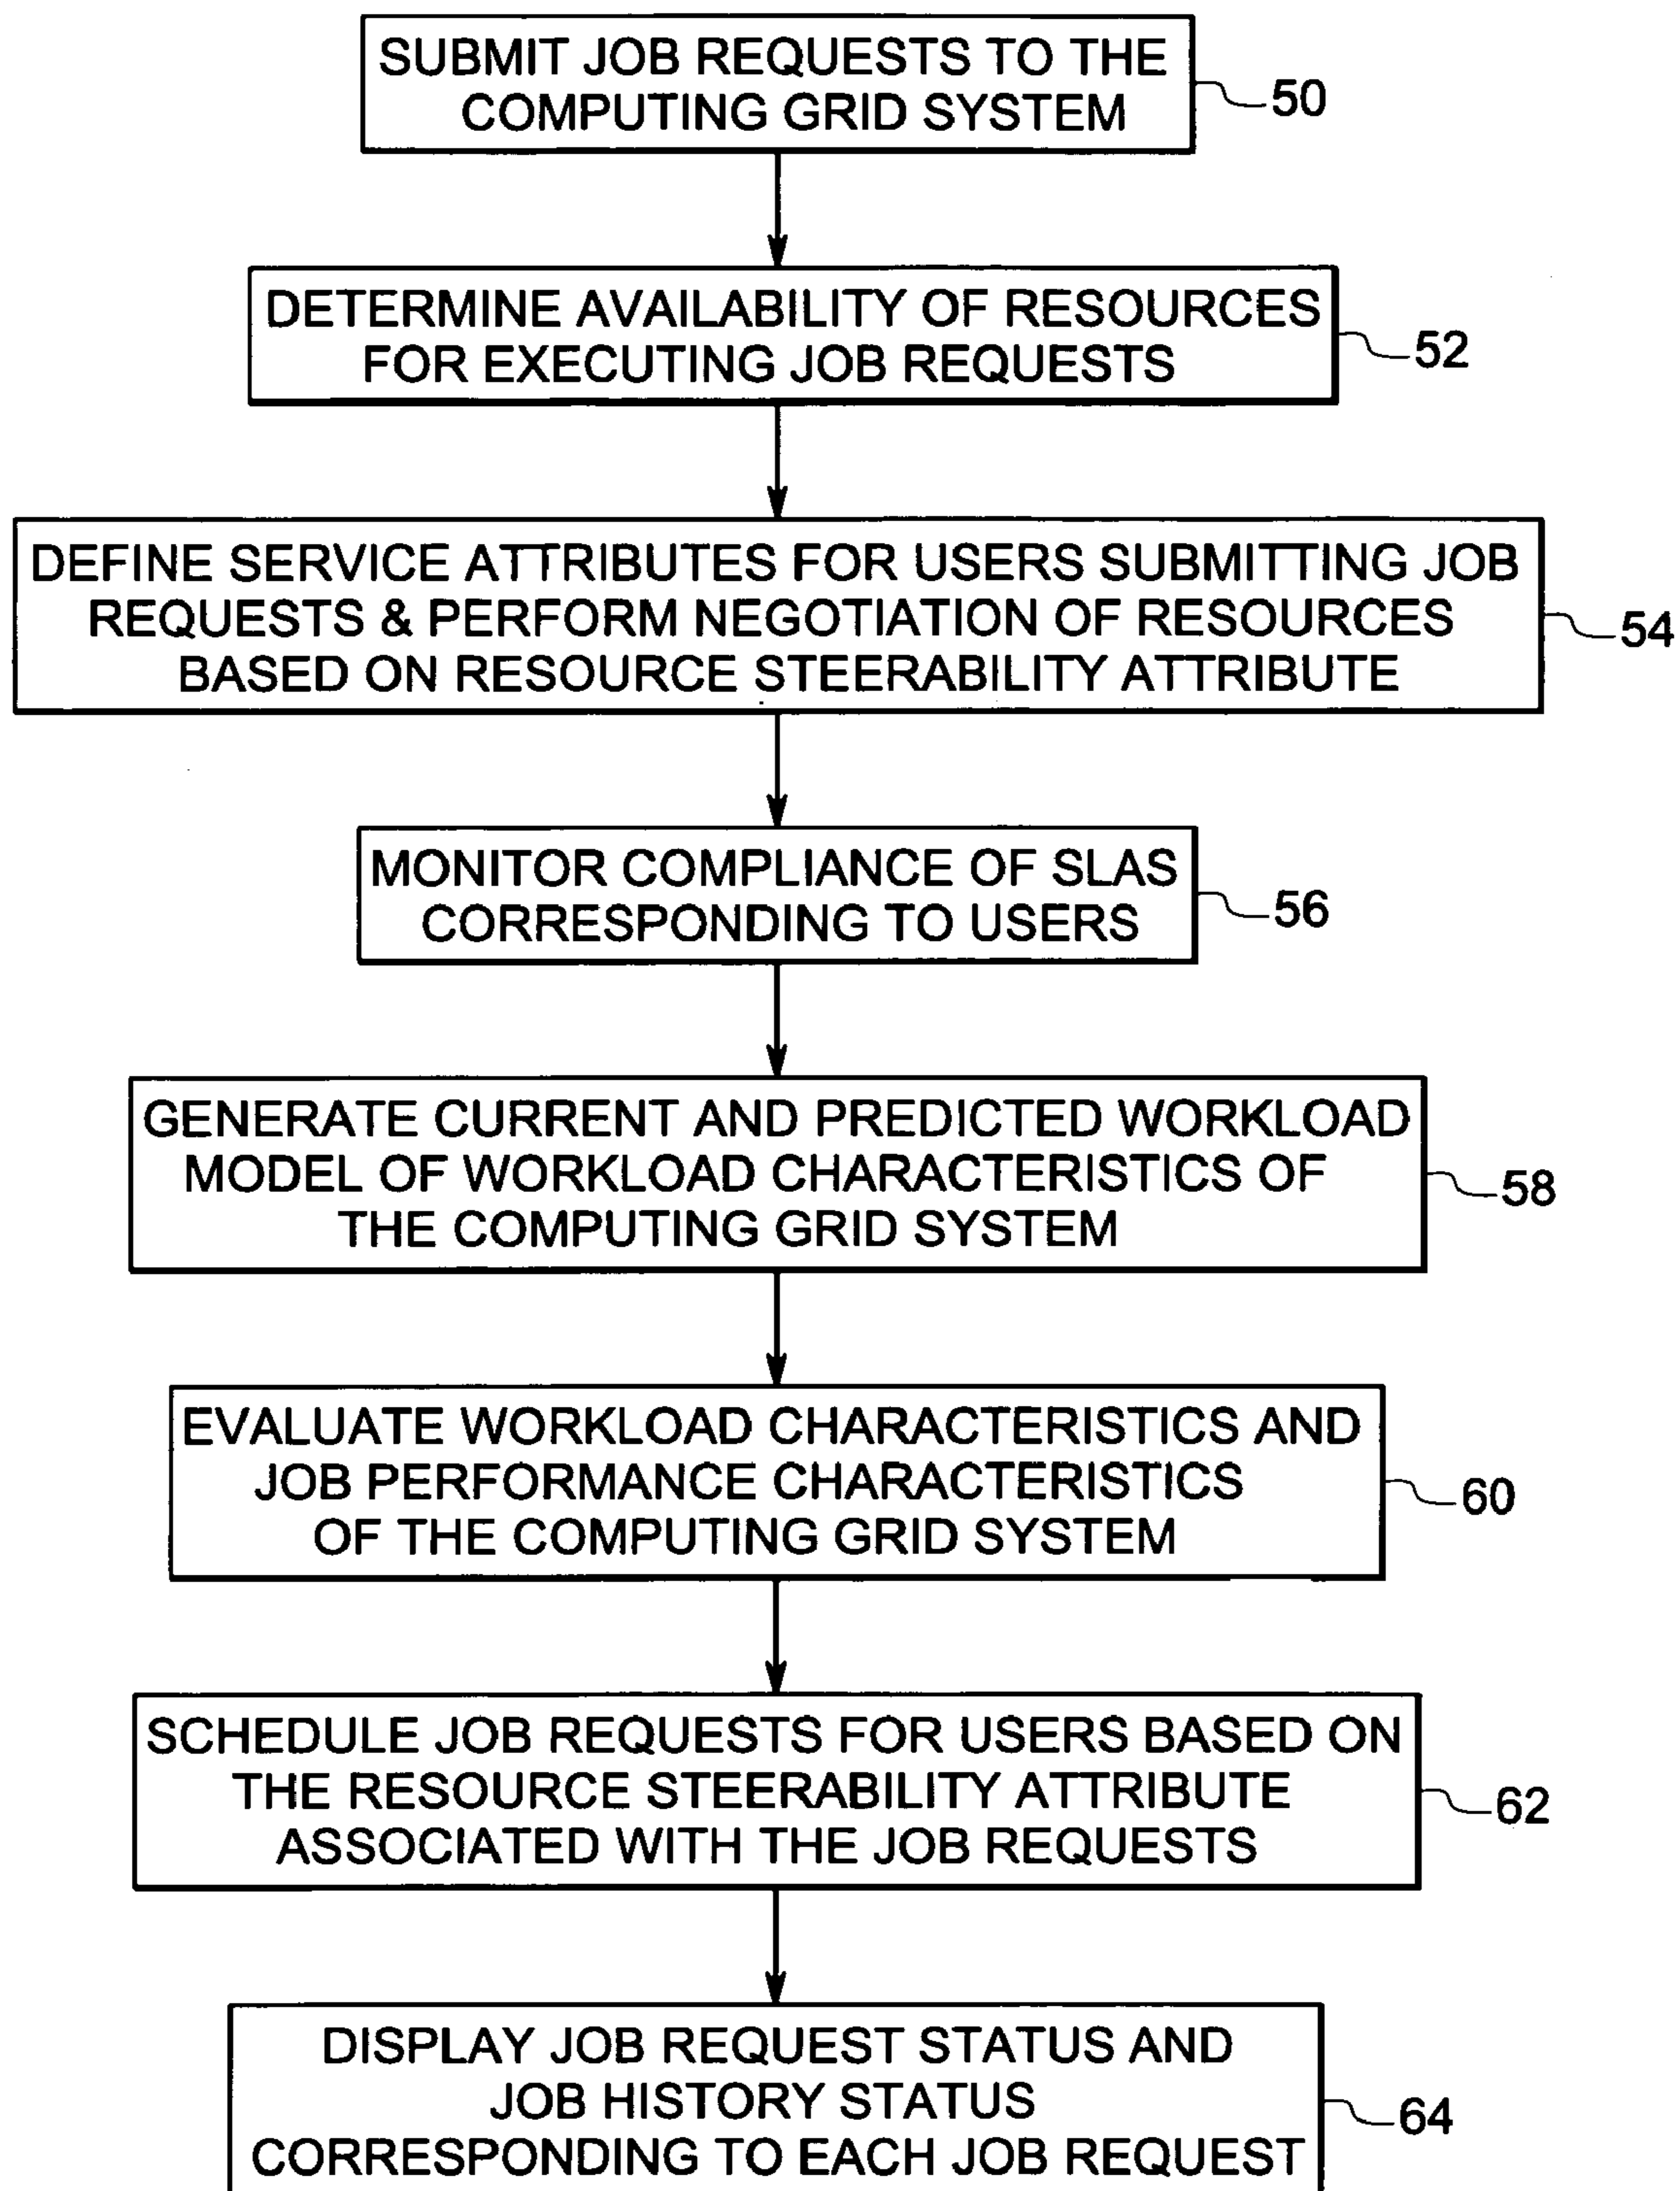 SUBMIT JOB REQUESTS TO THE
COMPUTING GRID SYSTEM
50
DETERMINE AVAILABILITY OF RESOURCES
FOR EXECUTING JOB REQUESTS
52
DEFINE SERVICE ATTRIBUTES FOR USERS SUBMITTING JOB
REQUESTS & PERFORM NEGOTIATION OF RESOURCES
BASED ON RESOURCE STEERABILITY ATTRIBUTE
54
MONITOR COMPLIANCE OF SLAS
CORRESPONDING TO USERS
56
GENERATE CURRENT AND PREDICTED WORKLOAD
MODEL OF WORKLOAD CHARACTERISTICS OF
THE COMPUTING GRID SYSTEM
58
EVALUATE WORKLOAD CHARACTERISTICS AND
JOB PERFORMANCE CHARACTERISTICS
OF THE COMPUTING GRID SYSTEM
60
SCHEDULE JOB REQUESTS FOR USERS BASED ON
THE RESOURCE STEERABILITY ATTRIBUTE
ASSOCIATED WITH THE JOB REQUESTS
62
DISPLAY JOB REQUEST STATUS AND
JOB HISTORY STATUS
CORRESPONDING TO EACH JOB REQUEST
64